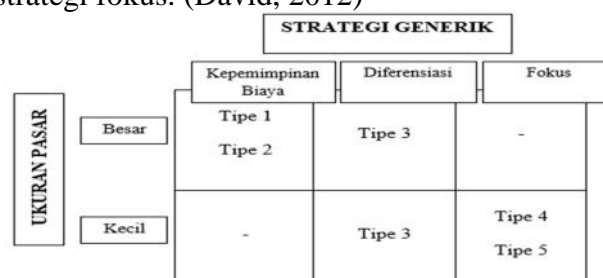 strategi fokus. (David, 2012)
STRATEGI GENERIK
Kepemimpinan Biaya
Diferensiasi
Fokus
UKURAN PASAR
Besar
Tipe 1
Tipe 2
Tipe 3
-
Kecil
-
Tipe 3
Tipe 4
Tipe 5